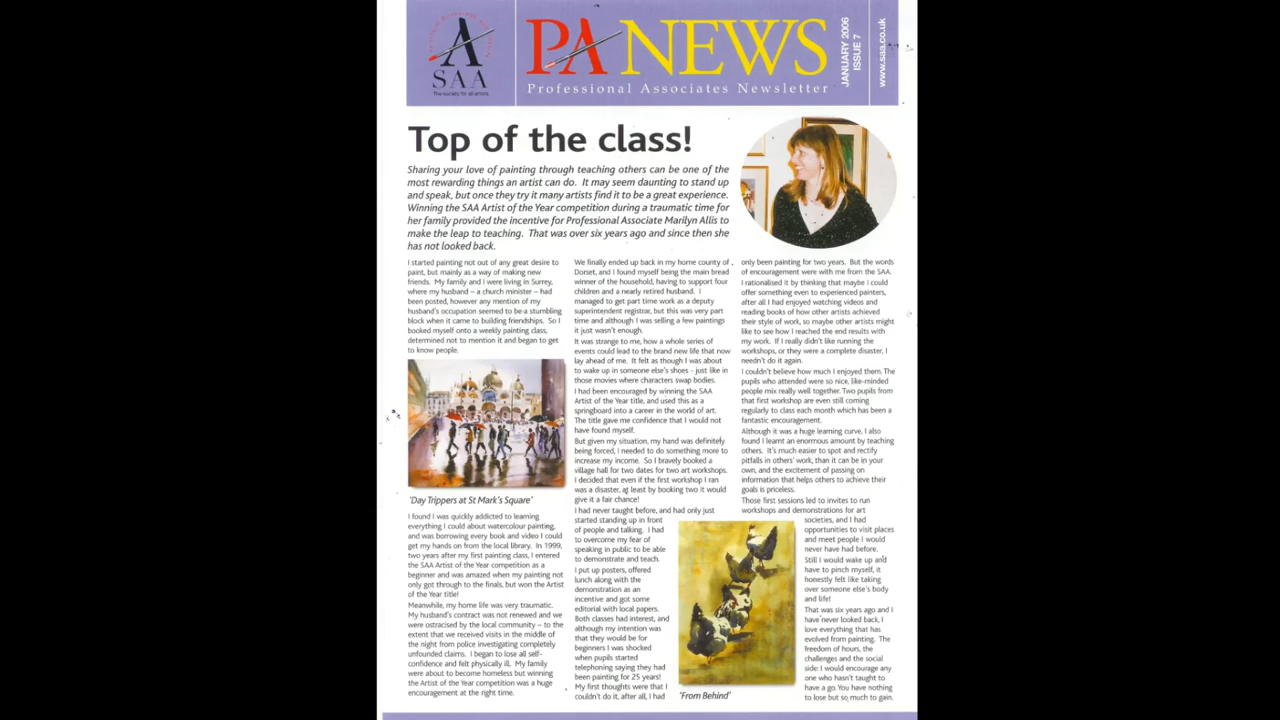 A
SAA
The society for all artists
PA NEWS
Professional Associates Newsletter
JANUARY 2006
ISSUE 7
www.saa.co.uk
Top of the class!
Sharing your love of painting through teaching others can be one of the
most rewarding things an artist can do. It may seem daunting to stand up
and speak, but once they try it many artists find it to be a great experience.
Winning the SAA Artist of the Year competition during a traumatic time for
her family provided the incentive for Professional Associate Marilyn Allis to
make the leap to teaching. That was over six years ago and since then she
has not looked back.
I started painting not out of any great desire to
paint, but mainly as a way of making new
friends. My family and I were living in Surrey,
where my husband – a church minister – had
been posted, however any mention of my
husband's occupation seemed to be a stumbling
block when it came to building friendships. So I
booked myself onto a weekly painting class,
determined not to mention it and began to get
to know people.
'Day Trippers at St Mark's Square'
I found I was quickly addicted to learning
everything I could about watercolour painting,
and was borrowing every book and video I could
get my hands on from the local library. In 1999,
two years after my first painting class, I entered
the SAA Artist of the Year competition as a
beginner and was amazed when my painting not
only got through to the finals, but won the Artist
of the Year title!
Meanwhile, my home life was very traumatic.
My husband's contract was not renewed and we
were ostracised by the local community – to the
extent that we received visits in the middle of
the night from police investigating completely
unfounded claims. I began to lose all self-
confidence and felt physically ill. My family
were about to become homeless but winning
the Artist of the Year competition was a huge
encouragement at the right time.
We finally ended up back in my home county of
Dorset, and I found myself being the main bread
winner of the household, having to support four
children and a nearly retired husband. I
managed to get part time work as a deputy
superintendent registrar, but this was very part
time and although I was selling a few paintings
it just wasn't enough.
It was strange to me, how a whole series of
events could lead to the brand new life that now
lay ahead of me. It felt as though I was about
to wake up in someone else's shoes - just like in
those movies where characters swap bodies.
I had been encouraged by winning the SAA
Artist of the Year title, and used this as a
springboard into a career in the world of art.
The title gave me confidence that I would not
have found myself.
But given my situation, my hand was definitely
being forced, I needed to do something more to
increase my income. So I bravely booked a
village hall for two dates for two art workshops.
I decided that even if the first workshop I ran
was a disaster, at least by booking two it would
give it a fair chance!
I had never taught before, and had only just
started standing up in front
of people and talking. I had
to overcome my fear of
speaking in public to be able
to demonstrate and teach.
I put up posters, offered
lunch along with the
demonstration as an
incentive and got some
editorial with local papers.
Both classes had interest, and
although my intention was
that they would be for
beginners I was shocked
when pupils started
telephoning saying they had
been painting for 25 years!
My first thoughts were that I
couldn't do it, after all, I had
'From Behind'
only been painting for two years. But the words
of encouragement were with me from the SAA.
I rationalised it by thinking that maybe I could
offer something even to experienced painters,
after all I had enjoyed watching videos and
reading books of how other artists achieved
their style of work, so maybe other artists might
like to see how I reached the end results with
my work. If I really didn't like running the
workshops, or they were a complete disaster, I
needn't do it again.
I couldn't believe how much I enjoyed them. The
pupils who attended were so nice, like-minded
people mix really well together. Two pupils from
that first workshop are even still coming
regularly to class each month which has been a
fantastic encouragement.
Although it was a huge learning curve, I also
found I learnt an enormous amount by teaching
others. It's much easier to spot and rectify
pitfalls in others' work, than it can be in your
own, and the excitement of passing on
information that helps others to achieve their
goals is priceless.
Those first sessions led to invites to run
workshops and demonstrations for art
societies, and I had
opportunities to visit places
and meet people I would
never have had before.
Still I would wake up and
have to pinch myself, it
honestly felt like taking
over someone else's body
and life!
That was six years ago and I
have never looked back, I
love everything that has
evolved from painting. The
freedom of hours, the
challenges and the social
side: I would encourage any
one who hasn't taught to
have a go. You have nothing
to lose but so much to gain.